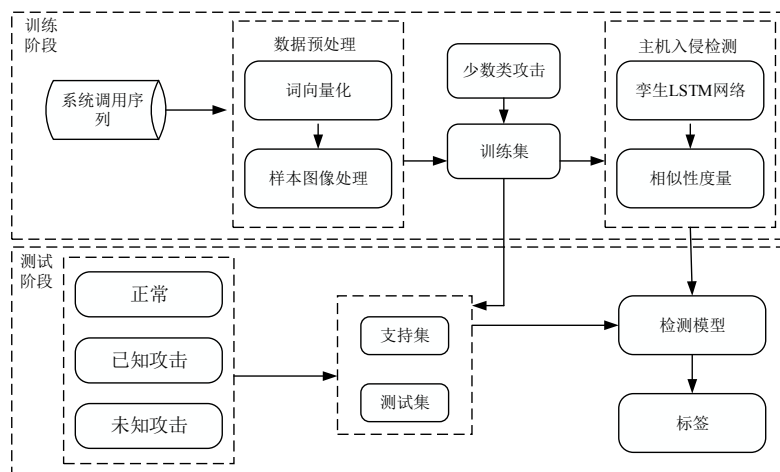 训练
阶段
数据预处理
主机入侵检测
系统调用序
列
词向量化
少数类攻击
孪生LSTM网络
样本图像处理
训练集
相似性度量
测试
阶段
正常
支持集
检测模型
已知攻击
测试集
未知攻击
标签